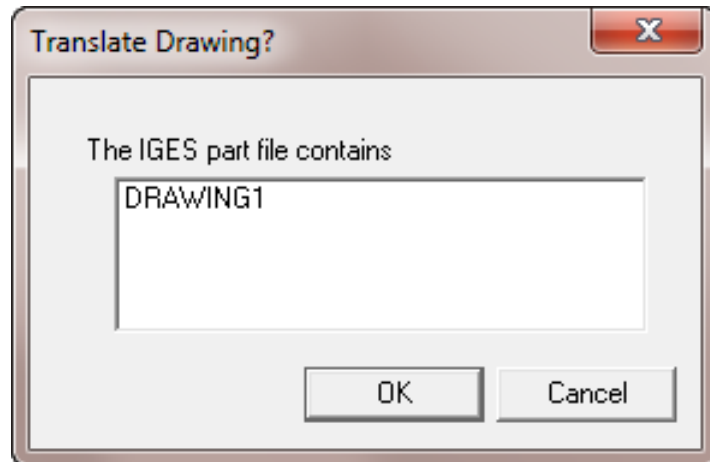 Translate Drawing?
The IGES part file contains
DRAWING1
OK
Cancel